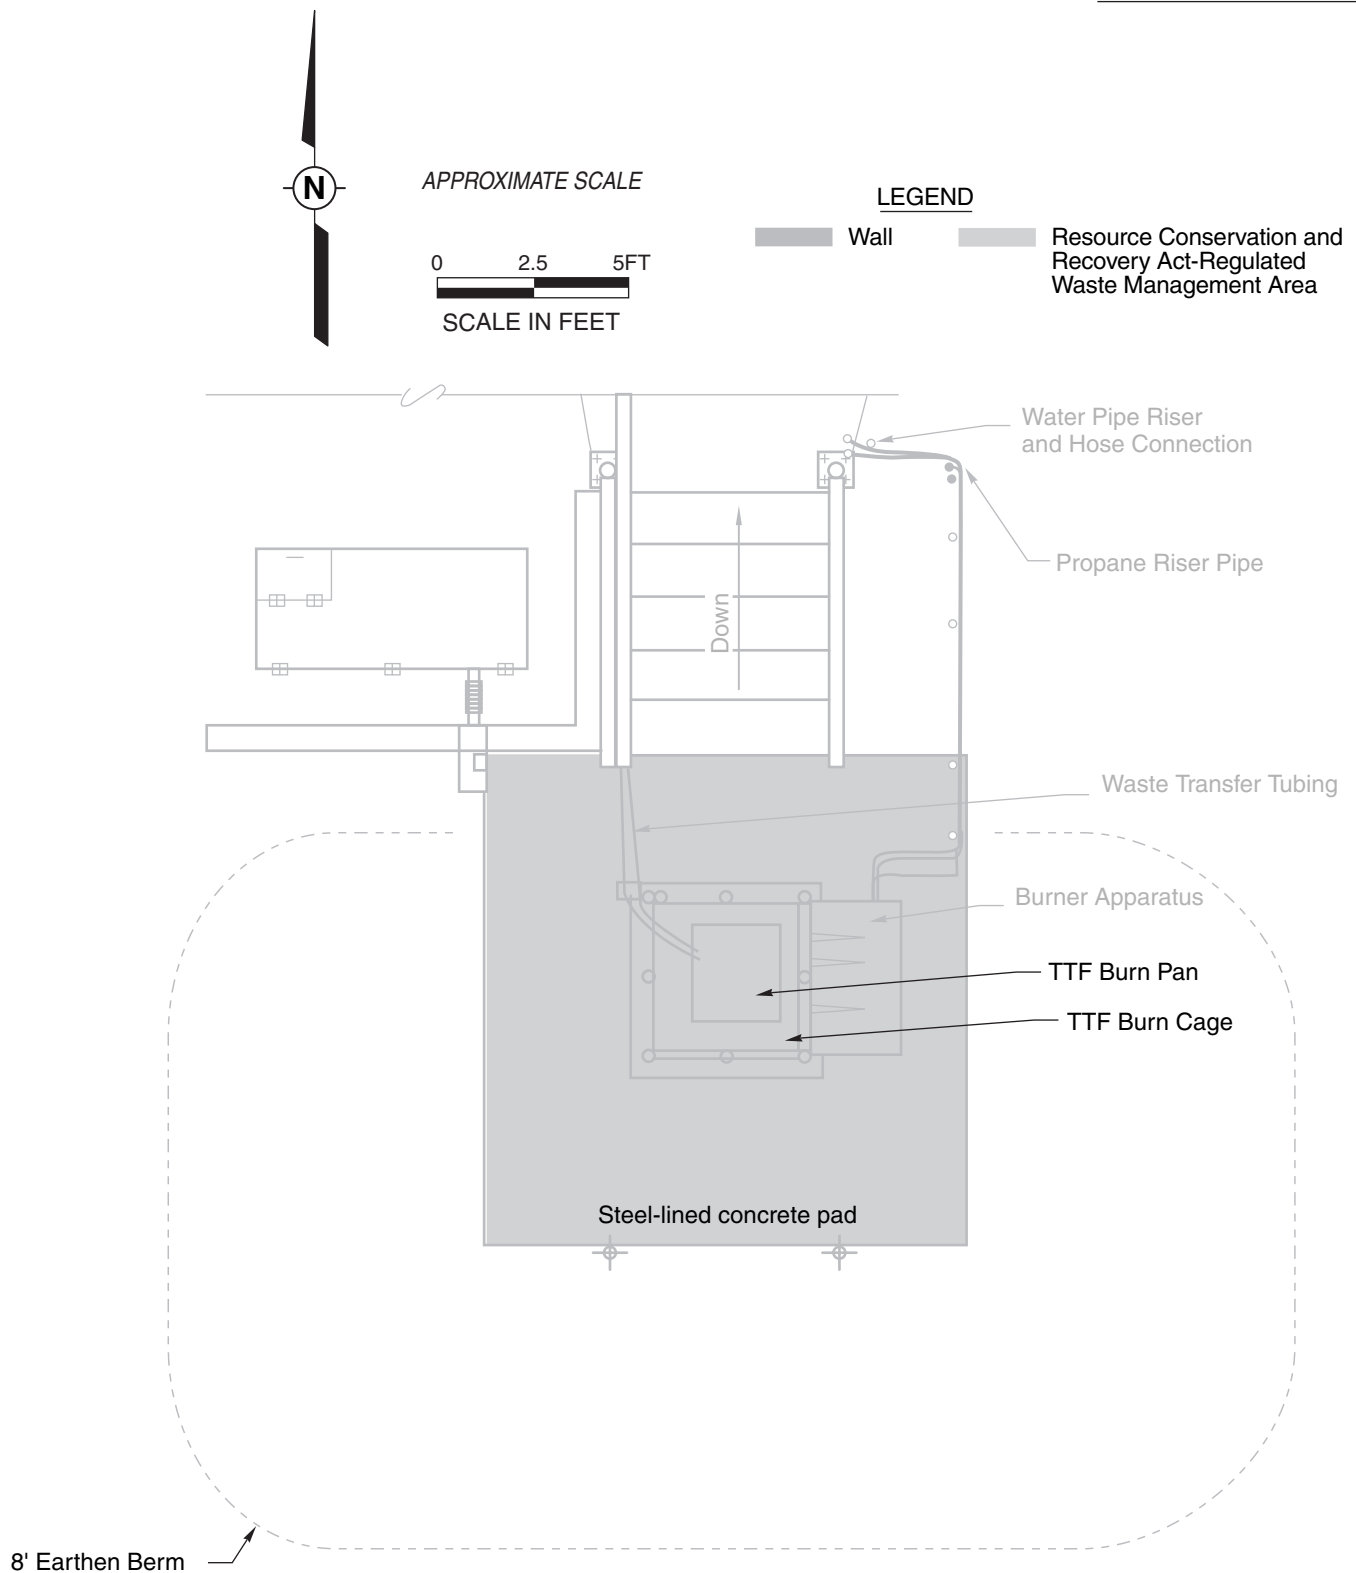 N
APPROXIMATE SCALE
0 2.5 5FT
SCALE IN FEET
LEGEND
Wall
Resource Conservation and
Recovery Act-Regulated
Waste Management Area
Water Pipe Riser
and Hose Connection
Propane Riser Pipe
Down
Waste Transfer Tubing
Burner Apparatus
TTF Burn Pan
TTF Burn Cage
Steel-lined concrete pad
8' Earthen Berm